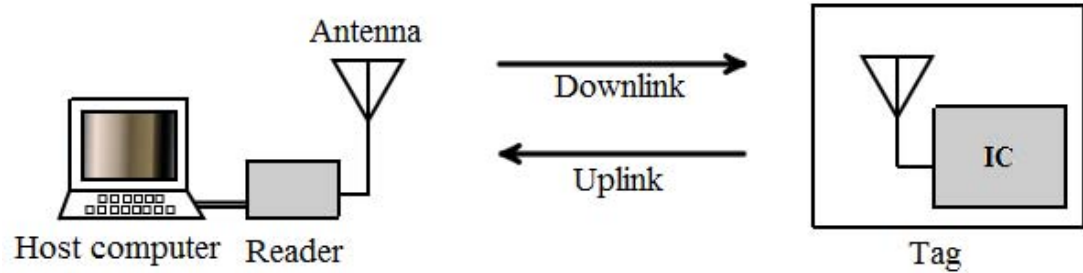 Antenna
Downlink
Uplink
IC
Host computer
Reader
Tag